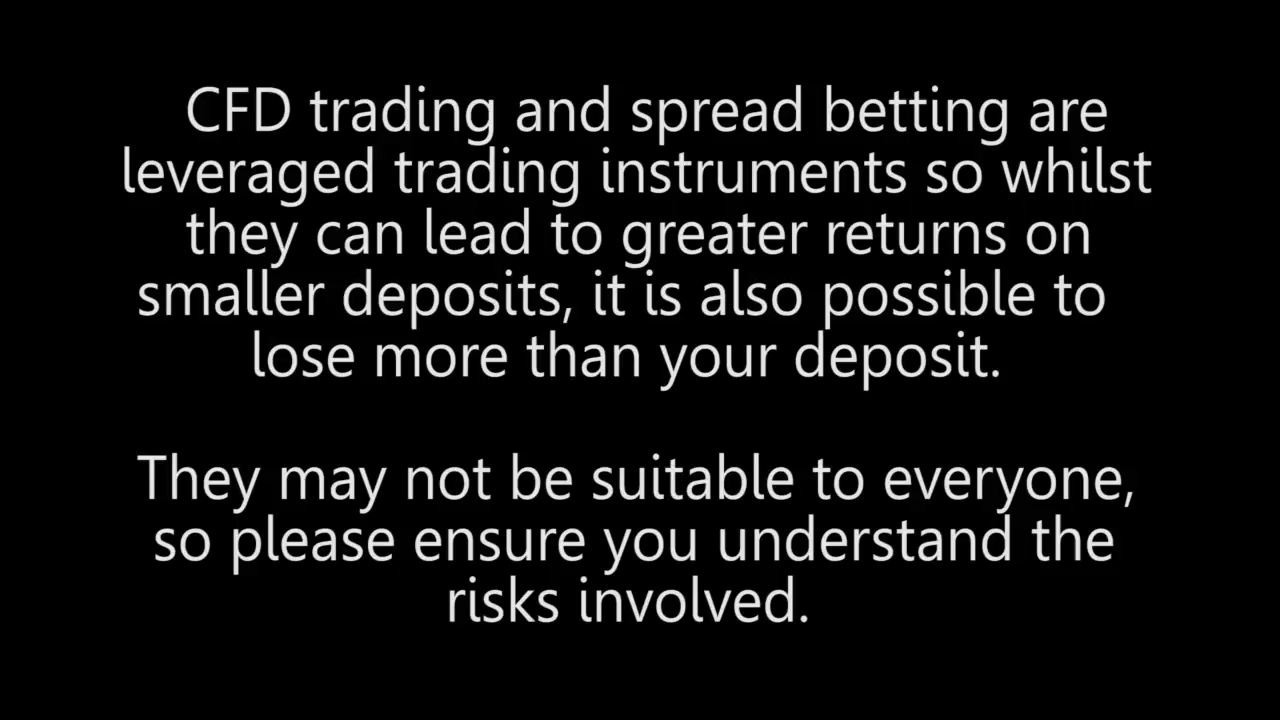 CFD trading and spread betting are
leveraged trading instruments so whilst
they can lead to greater returns on
smaller deposits, it is also possible to
lose more than your deposit.
They may not be suitable to everyone,
so please ensure you understand the
risks involved.